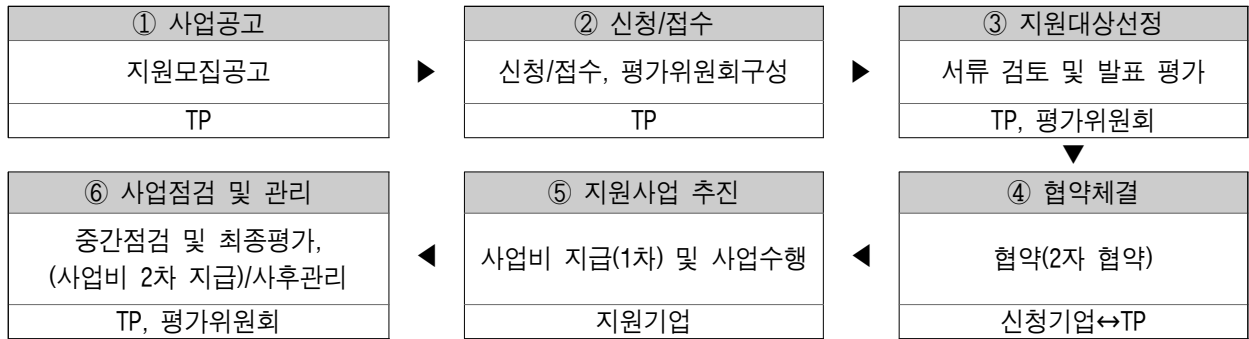 ① 사업공고
지원모집공고
TP
▶
② 신청/접수
신청/접수, 평가위원회구성
TP
▶
③ 지원대상선정
서류 검토 및 발표 평가
TP, 평가위원회
▼
④ 협약체결
협약(2자 협약)
신청기업↔TP
◀
⑤ 지원사업 추진
사업비 지급(1차) 및 사업수행
지원기업
◀
⑥ 사업점검 및 관리
중간점검 및 최종평가,
(사업비 2차 지급)/사후관리
TP, 평가위원회